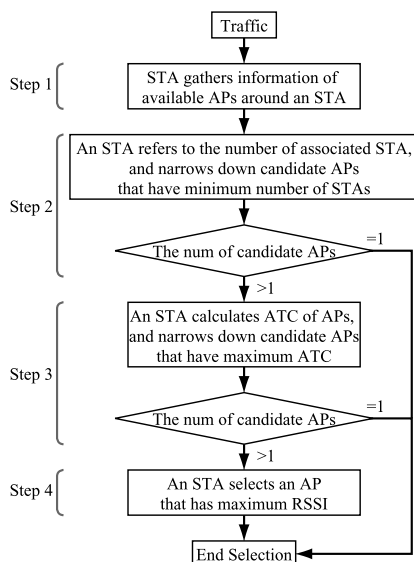 Traffic
Step 1
STA gathers information of
available APs around an STA
Step 2
An STA refers to the number of associated STA,
and narrows down candidate APs
that have minimum number of STAs
The num of candidate APs
=1
>1
Step 3
An STA calculates ATC of APs,
and narrows down candidate APs
that have maximum ATC
The num of candidate APs
=1
>1
Step 4
An STA selects an AP
that has maximum RSSI
End Selection